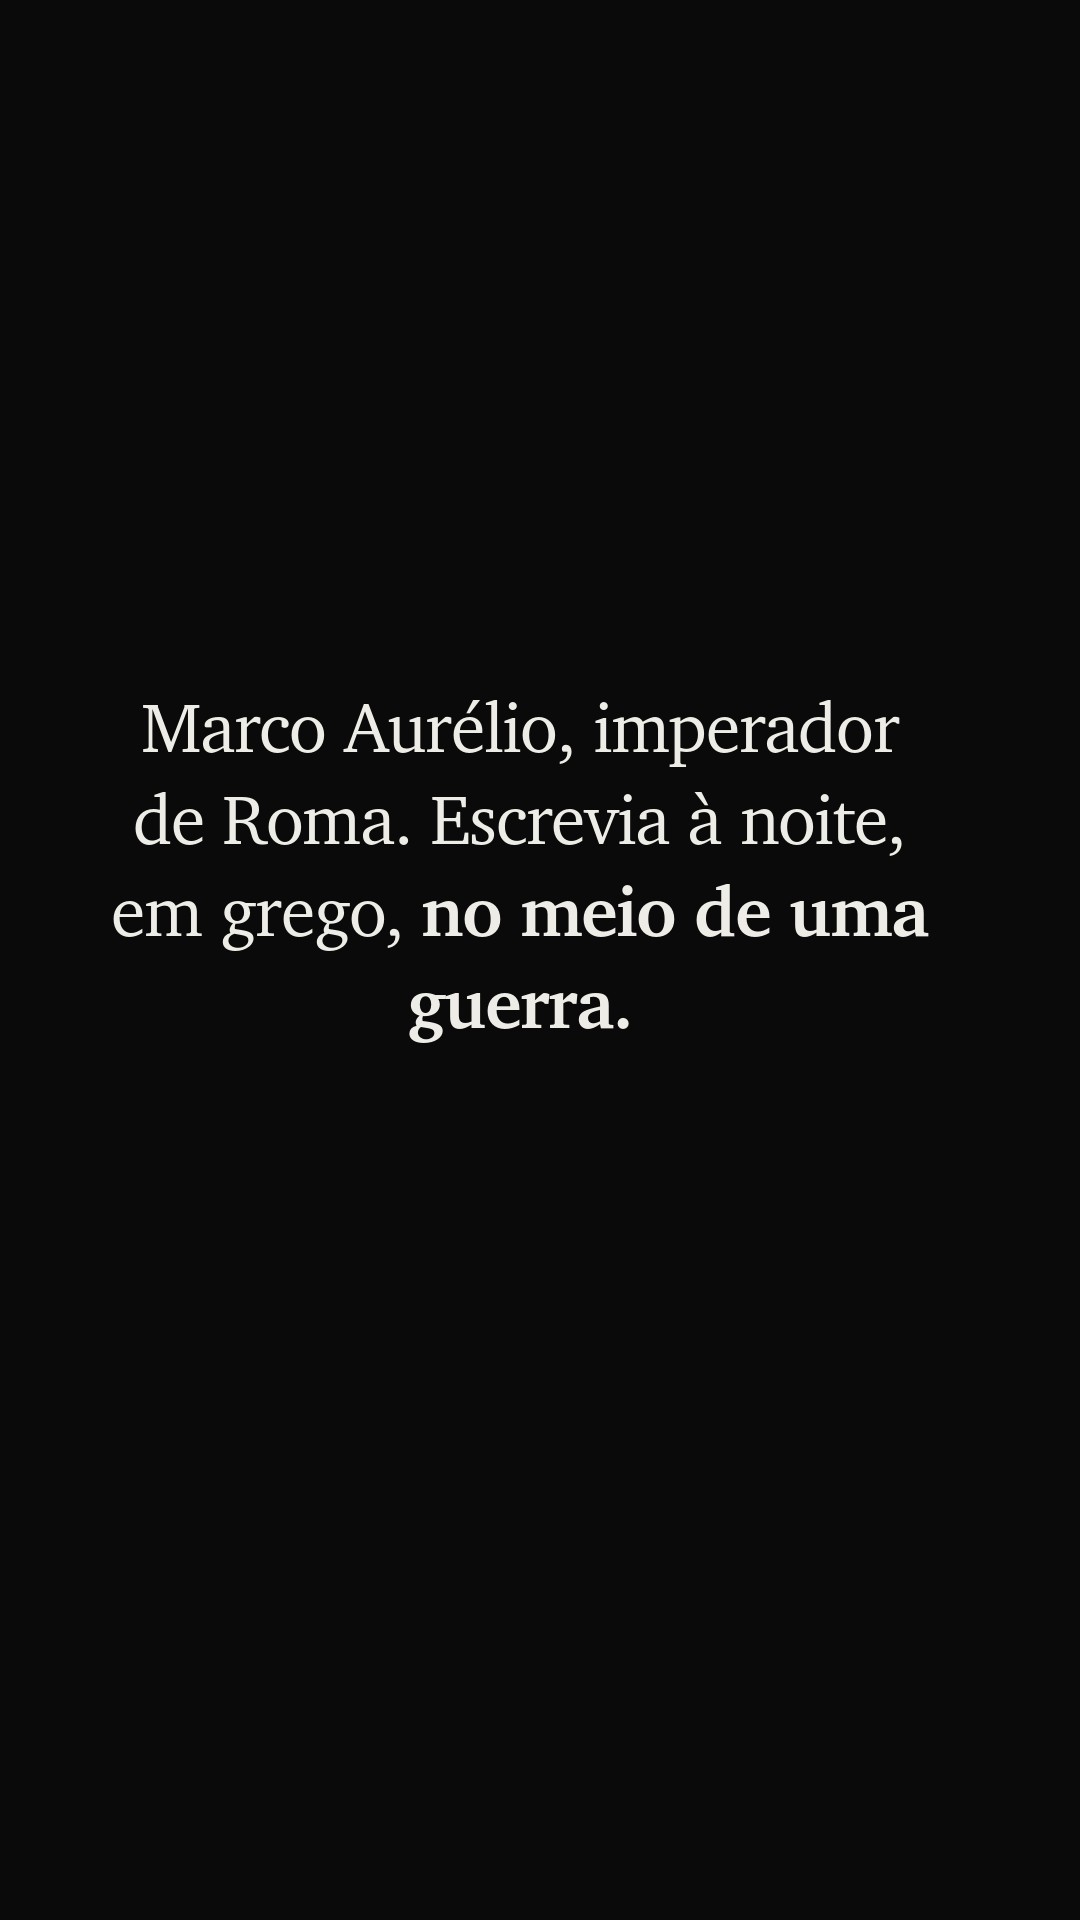 Marco Aurélio, imperador
de Roma. Escrevia à noite,
em grego, no meio de uma
guerra.